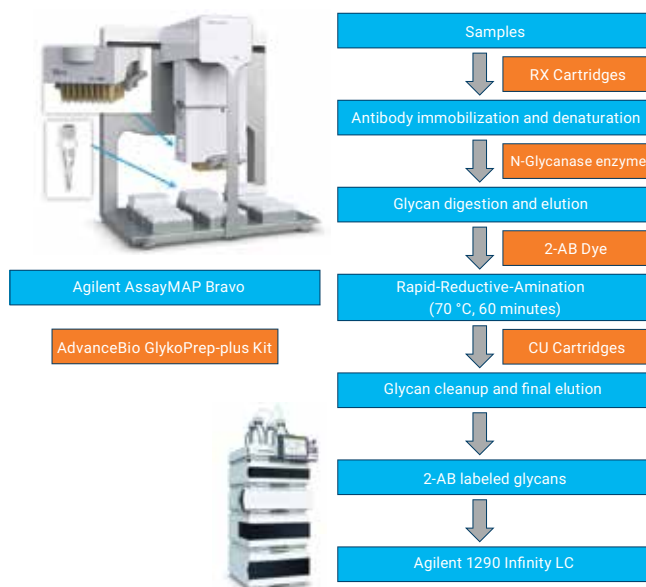 Samples
RX Cartridges
Antibody immobilization and denaturation
N-Glycanase enzyme
Glycan digestion and elution
2-AB Dye
Agilent AssayMAP Bravo
Rapid-Reductive-Amination
(70 °C, 60 minutes)
AdvanceBio GlykoPrep-plus Kit
CU Cartridges
Glycan cleanup and final elution
2-AB labeled glycans
Agilent 1290 Infinity LC